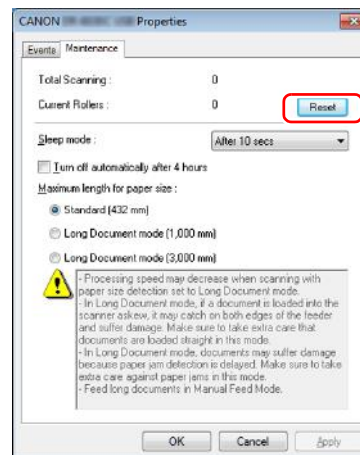 CANON Properties
Events Maintenance
Total Scanning : 0
Current Rollers : 0 Reset
Sleep mode : After 10 secs
Turn off automatically after 4 hours
Maximum length for paper size :
Standard (432 mm)
Long Document mode (1,000 mm)
Long Document mode (3,000 mm)
- Processing speed may decrease when scanning with
paper size detection set to Long Document mode.
- In Long Document mode, if a document is loaded into the
scanner askew, it may catch on both edges of the feeder
and suffer damage. Make sure to take extra care that
documents are loaded straight in this mode.
- In Long Document mode, documents may suffer damage
because paper jam detection is delayed. Make sure to take
extra care against paper jams in this mode.
- Feed long documents in Manual Feed Mode.
OK Cancel Apply